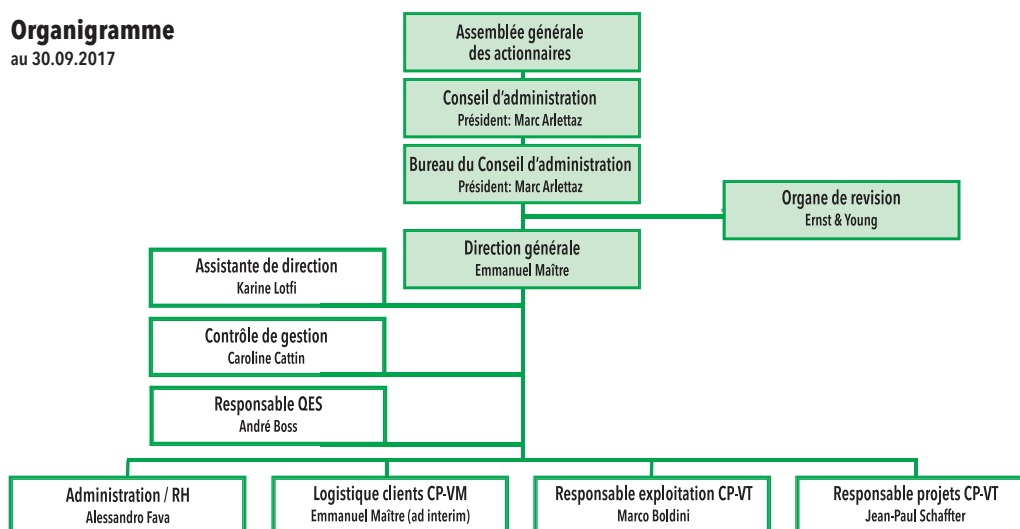 Organigramme
au 30.09.2017
Assemblée générale
des actionnaires
Conseil d'administration
Président: Marc Arlettaz
Bureau du Conseil d'administration
Président: Marc Arlettaz
Organe de revision
Ernst & Young
Direction générale
Emmanuel Maître
Assistante de direction
Karine Lotfi
Contrôle de gestion
Caroline Cattin
Responsable QES
André Boss
Administration / RH
Alessandro Fava
Logistique clients CP-VM
Emmanuel Maître (ad interim)
Responsable exploitation CP-VT
Marco Boldini
Responsable projets CP-VT
Jean-Paul Schaffter